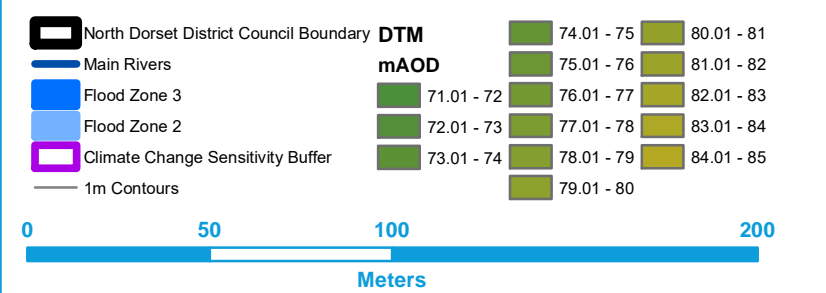 North Dorset District Council Boundary
Main Rivers
Flood Zone 3
Flood Zone 2
Climate Change Sensitivity Buffer
1m Contours
DTM
mAOD
71.01 - 72
72.01 - 73
73.01 - 74
74.01 - 75
75.01 - 76
76.01 - 77
77.01 - 78
78.01 - 79
79.01 - 80
80.01 - 81
81.01 - 82
82.01 - 83
83.01 - 84
84.01 - 85
0 50 100 200
Meters